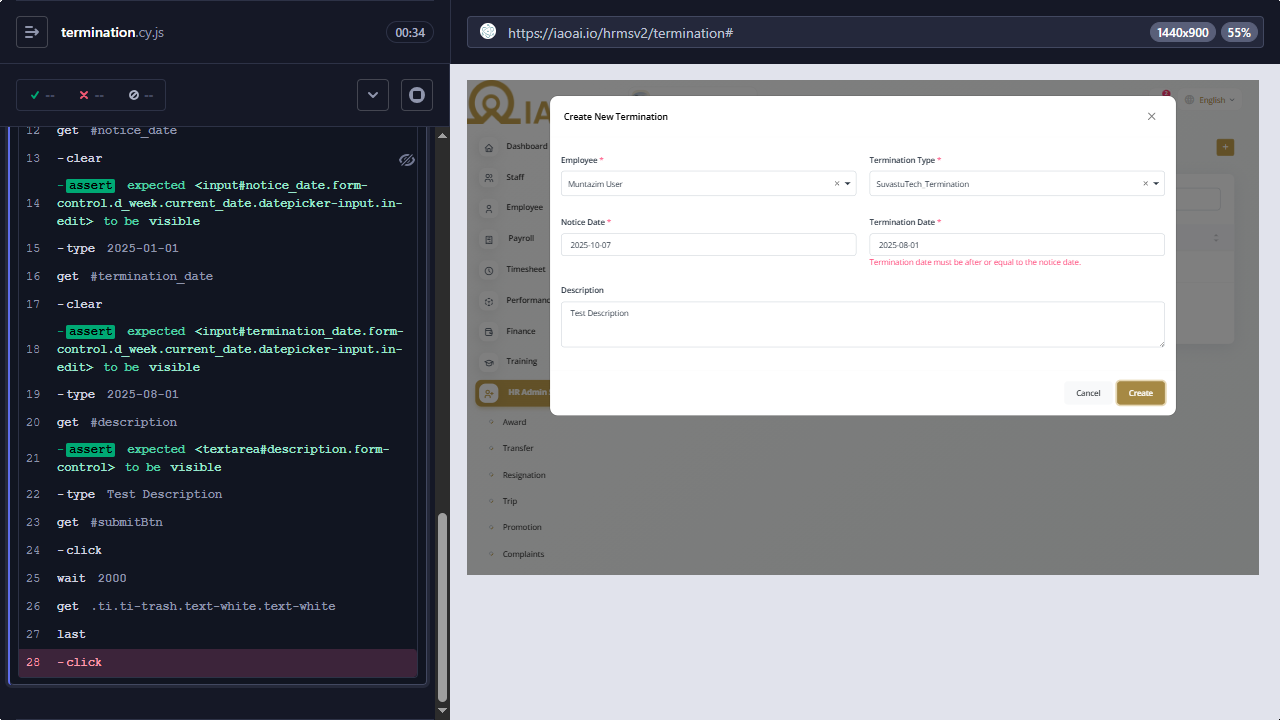 termination.cy.js
00:34
https://iaoai.io/hrmsv2/termination#
1440x900
55%
--
--
--
12 get #notice_date
13 -clear
14 -assert expected <input#notice_date.form-
control.d_week.current_date.datepicker-input.in-
edit> to be visible
15 -type 2025-01-01
16 get #termination_date
17 -clear
18 -assert expected <input#termination_date.form-
control.d_week.current_date.datepicker-input.in-
edit> to be visible
19 -type 2025-08-01
20 get #description
21 -assert expected <textarea#description.form-
control> to be visible
22 -type Test Description
23 get #submitBtn
24 -click
25 wait 2000
26 get .ti.ti-trash.text-white.text-white
27 last
28 -click
IA
2
English
Dashboard
Staff
Employee
Payroll
Timesheet
Performanc
Finance
Training
HR Admin
Award
Transfer
Resignation
Trip
Promotion
Complaints
+
Create New Termination
Employee *
Termination Type *
Muntazim User
SuvastuTech_Termination
Notice Date *
Termination Date *
2025-10-07
2025-08-01
Termination date must be after or equal to the notice date.
Description
Test Description
Cancel
Create